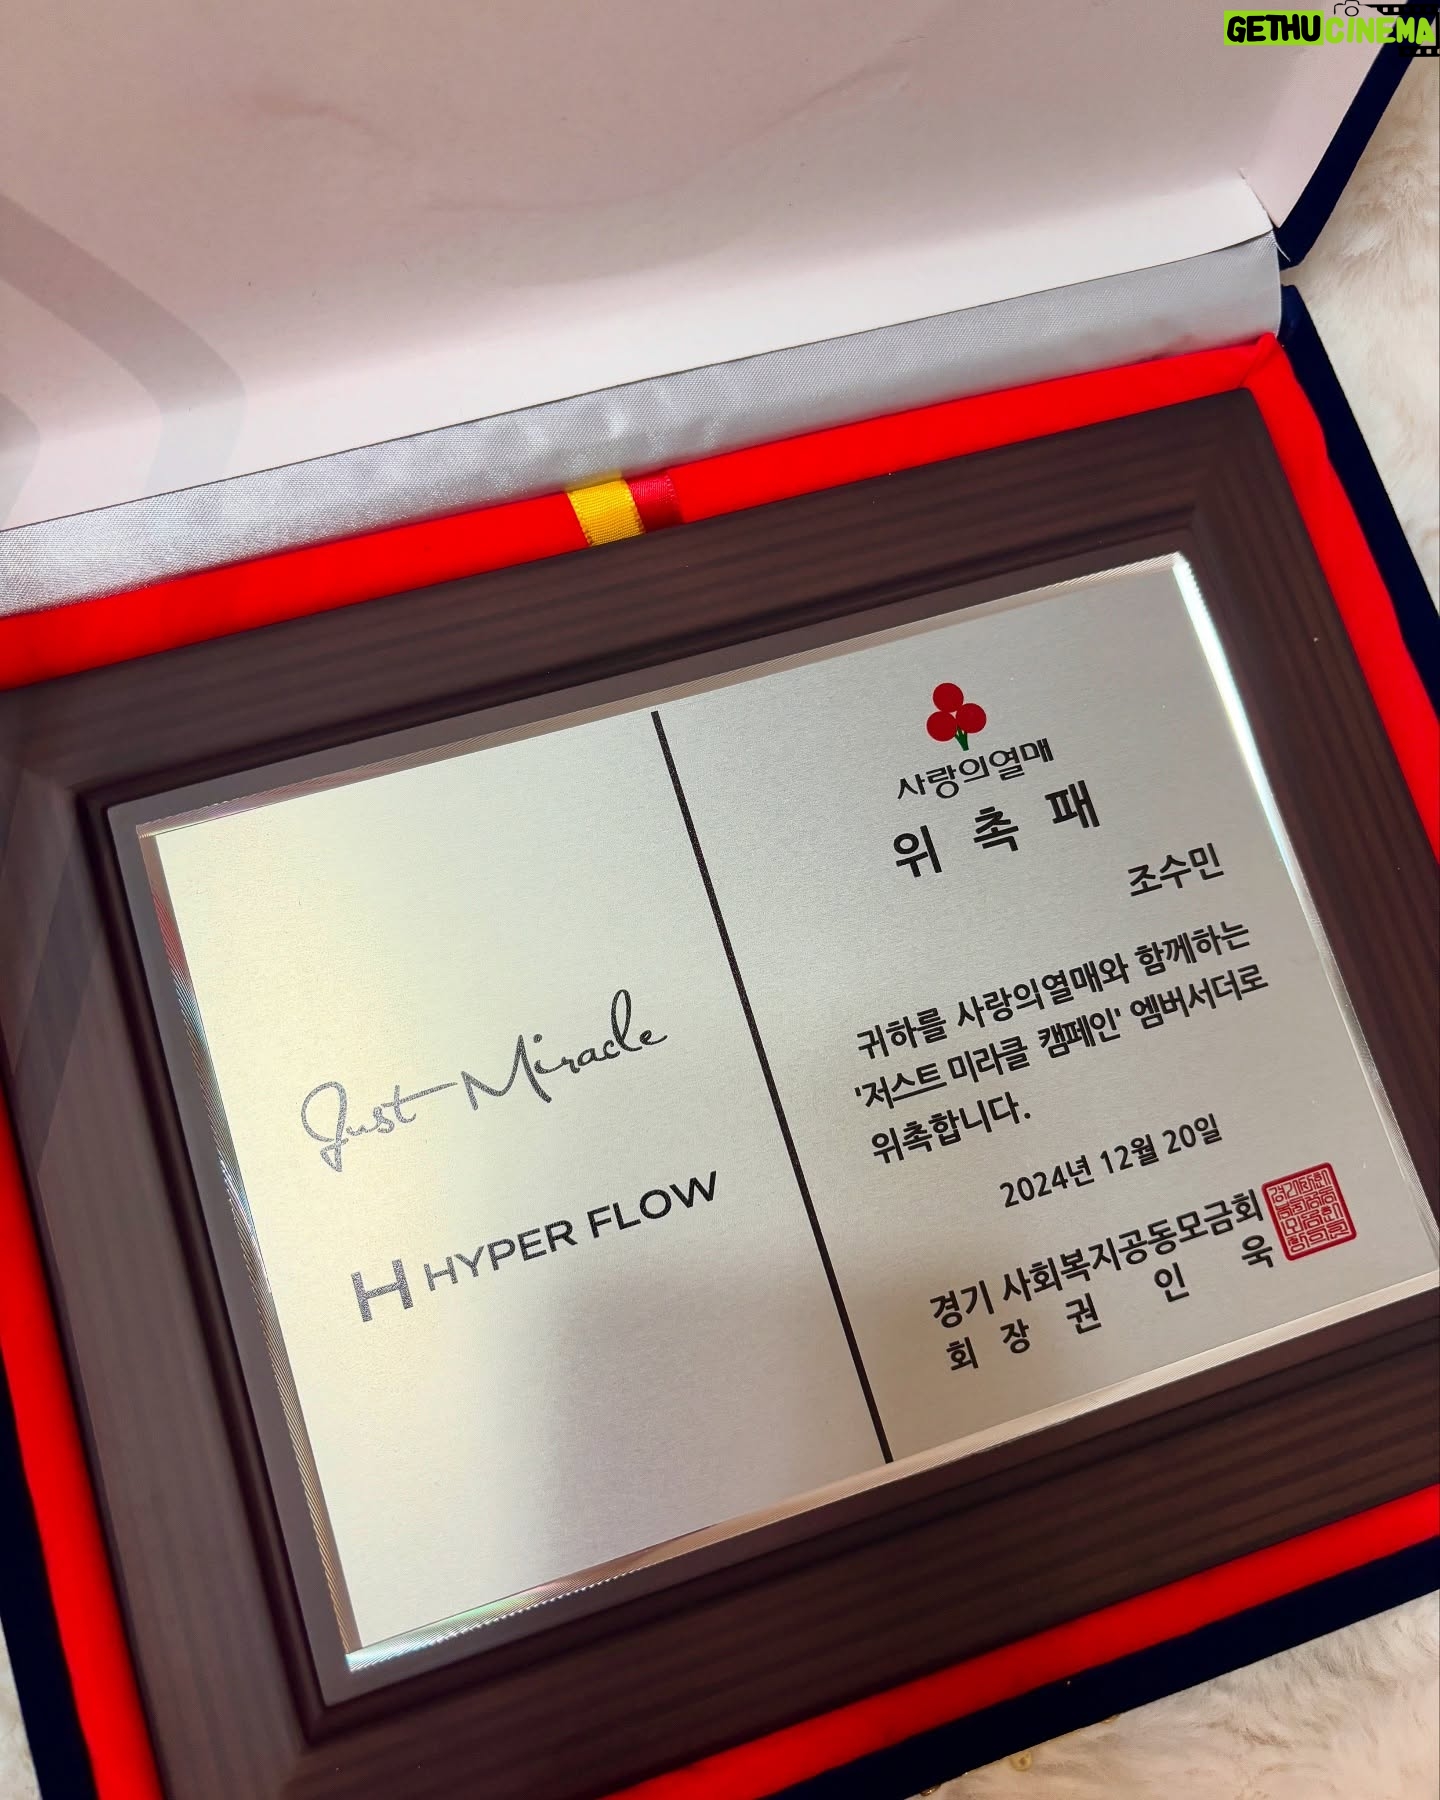 GETHUCINEMA
Just Miracle
H HYPER FLOW
사랑의열매
위 촉 패
조수민
귀하를 사랑의열매와 함께하는
'저스트 미라클 캠페인' 엠버서더로
위촉합니다.
2024년 12월 20일
경기 사회복지공동모금회
회 장 권 인 욱